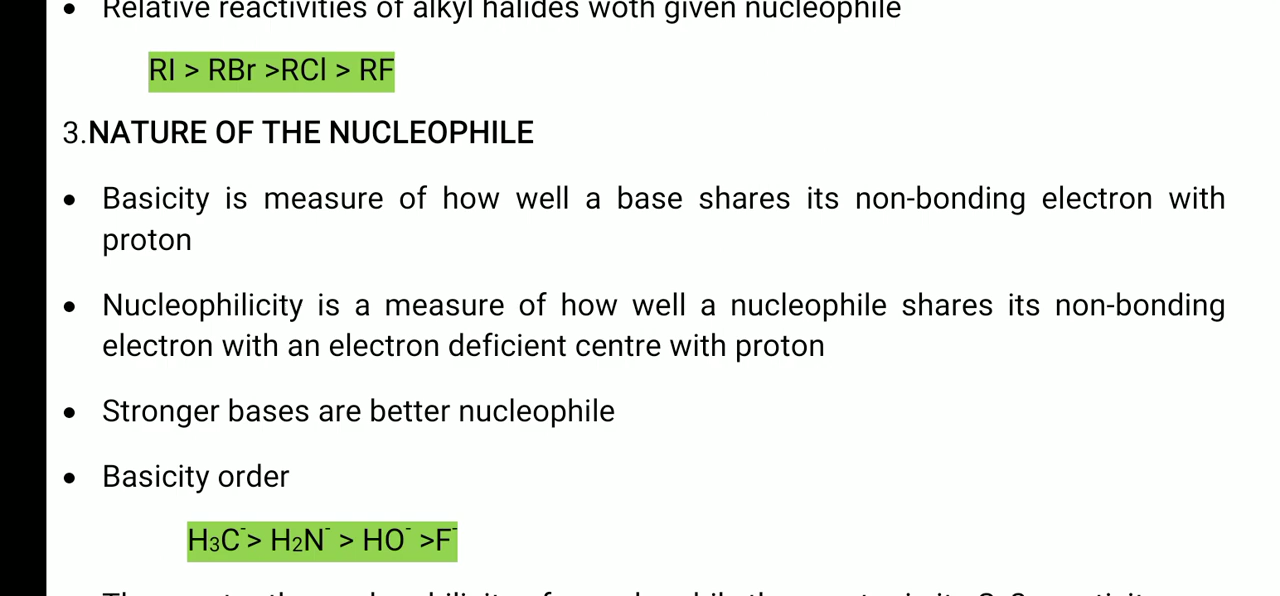 • Relative reactivities of alkyl halides woth given nucleophile
RI > RBr >RCl > RF
3.NATURE OF THE NUCLEOPHILE
• Basicity is measure of how well a base shares its non-bonding electron with
proton
• Nucleophilicity is a measure of how well a nucleophile shares its non-bonding
electron with an electron deficient centre with proton
• Stronger bases are better nucleophile
• Basicity order
H₃C⁻> H₂N⁻ > HO⁻ >F⁻